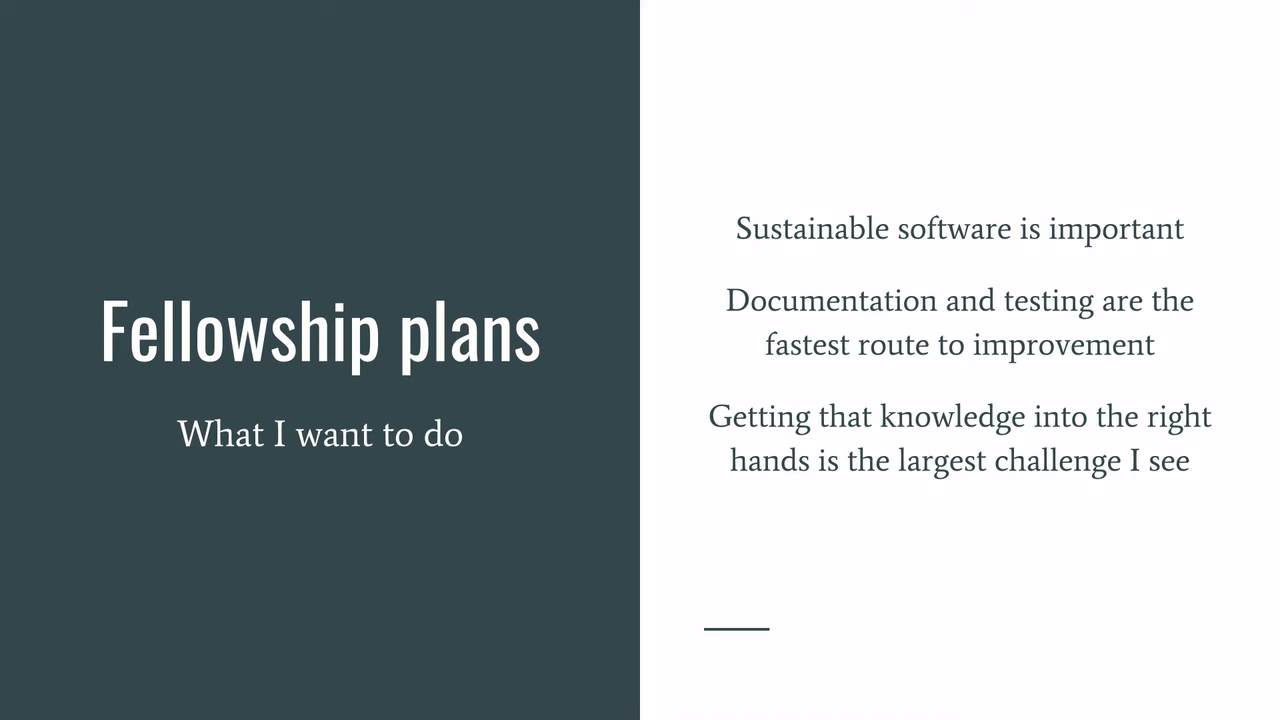 Fellowship plans
What I want to do
Sustainable software is important
Documentation and testing are the
fastest route to improvement
Getting that knowledge into the right
hands is the largest challenge I see